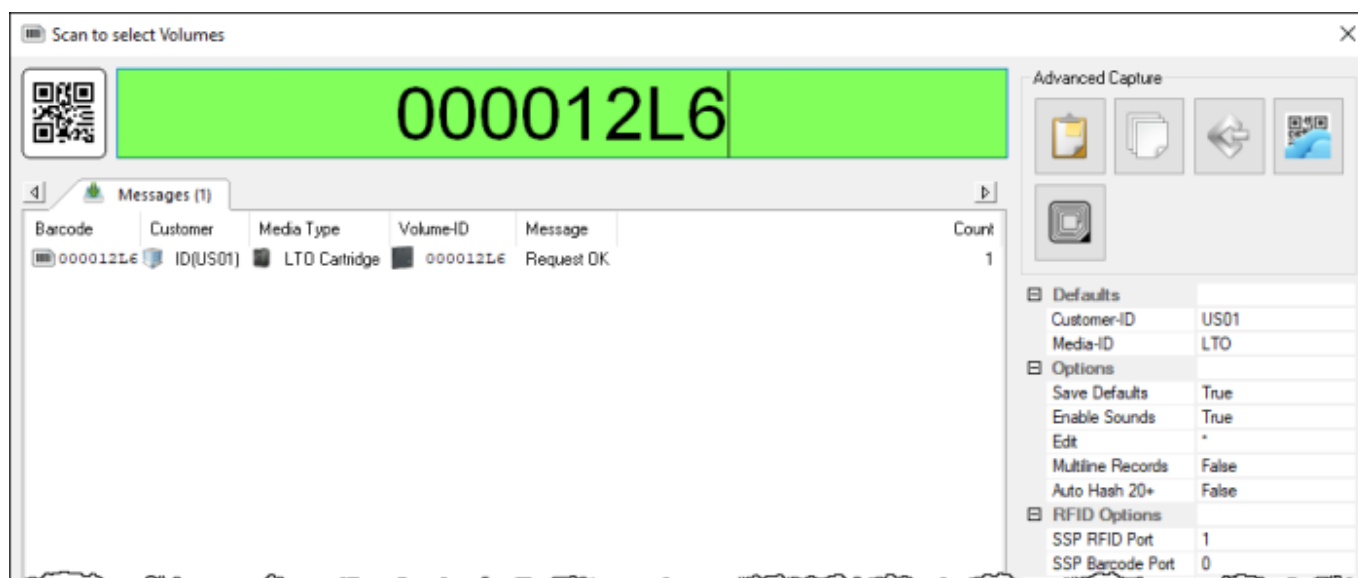 Scan to select Volumes
000012L6
Advanced Capture
Messages (1)
Barcode Customer Media Type Volume-ID Message Count
000012L6 ID(US01) LTO Cartridge 000012L6 Request OK 1
Defaults
Customer-ID US01
Media-ID LTO
Options
Save Defaults True
Enable Sounds True
Edit *
Multiline Records False
Auto Hash 20+ False
RFID Options
SSP RFID Port 1
SSP Barcode Port 0